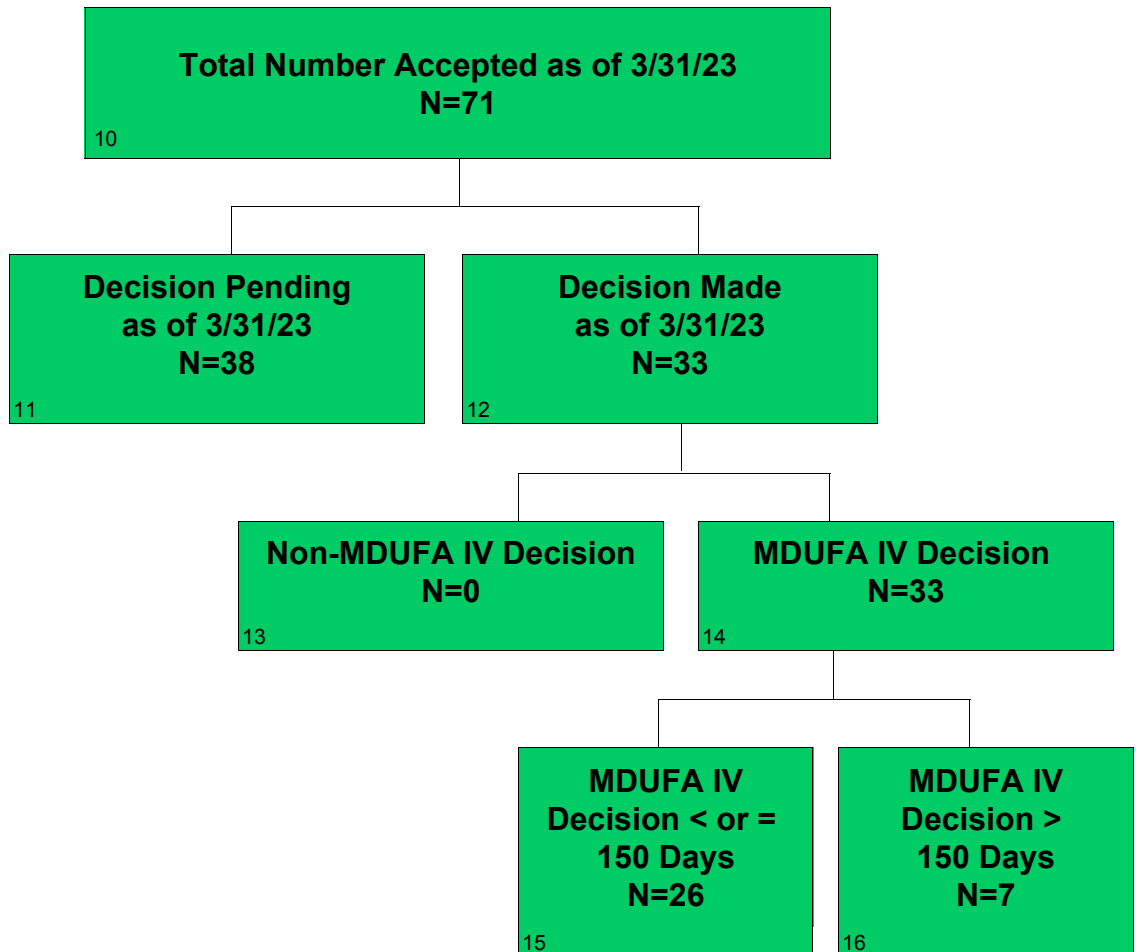 Total Number Accepted as of 3/31/23
N=71
10
Decision Pending
as of 3/31/23
N=38
11
Decision Made
as of 3/31/23
N=33
12
Non-MDUFA IV Decision
N=0
13
MDUFA IV Decision
N=33
14
MDUFA IV
Decision < or =
150 Days
N=26
15
MDUFA IV
Decision >
150 Days
N=7
16